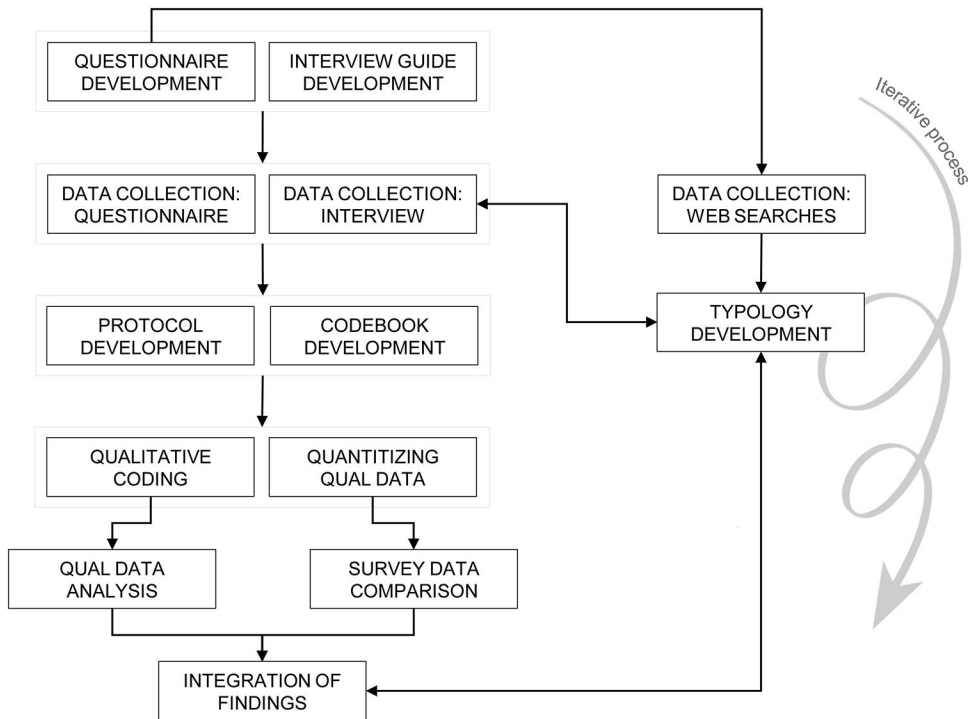 QUESTIONNAIRE
DEVELOPMENT
INTERVIEW GUIDE
DEVELOPMENT
Iterative process
DATA COLLECTION:
QUESTIONNAIRE
DATA COLLECTION:
INTERVIEW
DATA COLLECTION:
WEB SEARCHES
PROTOCOL
DEVELOPMENT
CODEBOOK
DEVELOPMENT
TYPOLOGY
DEVELOPMENT
QUALITATIVE
CODING
QUANTITIZING
QUAL DATA
QUAL DATA
ANALYSIS
SURVEY DATA
COMPARISON
INTEGRATION OF
FINDINGS